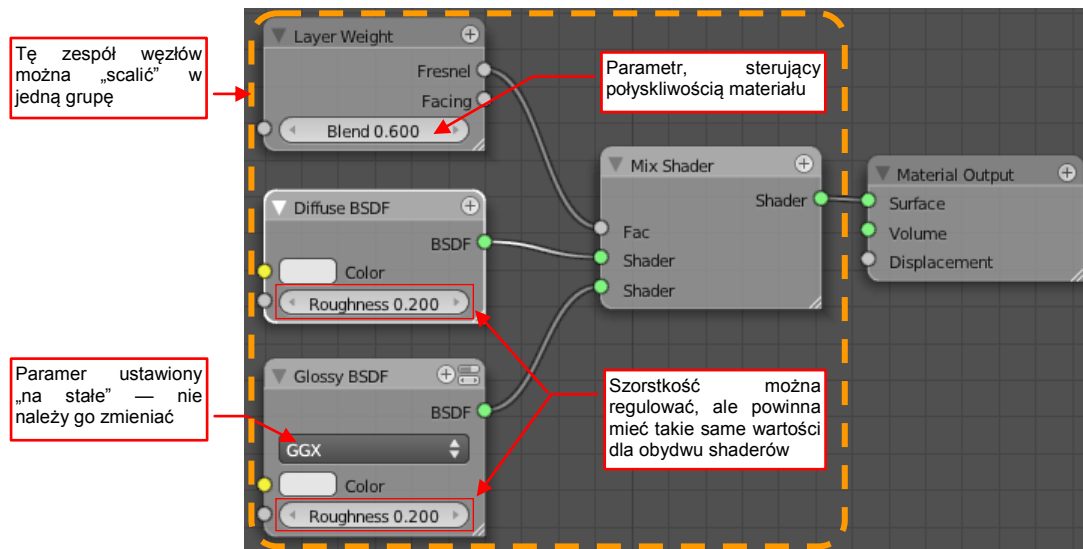 Tę zespół węzłów
można „scalić” w
jedną grupę
Layer Weight
Fresnel
Facing
Blend 0.600
Parametr, sterujący
połyskliwością materiału
Mix Shader
Shader
Fac
Shader
Shader
Material Output
Surface
Volume
Displacement
Diffuse BSDF
BSDF
Color
Roughness 0.200
Paramer ustawiony
„na stałe” — nie
należy go zmieniać
Glossy BSDF
BSDF
GGX
Color
Roughness 0.200
Szorstkość można
regulować, ale powinna
mieć takie same wartości
dla obydwu shaderów